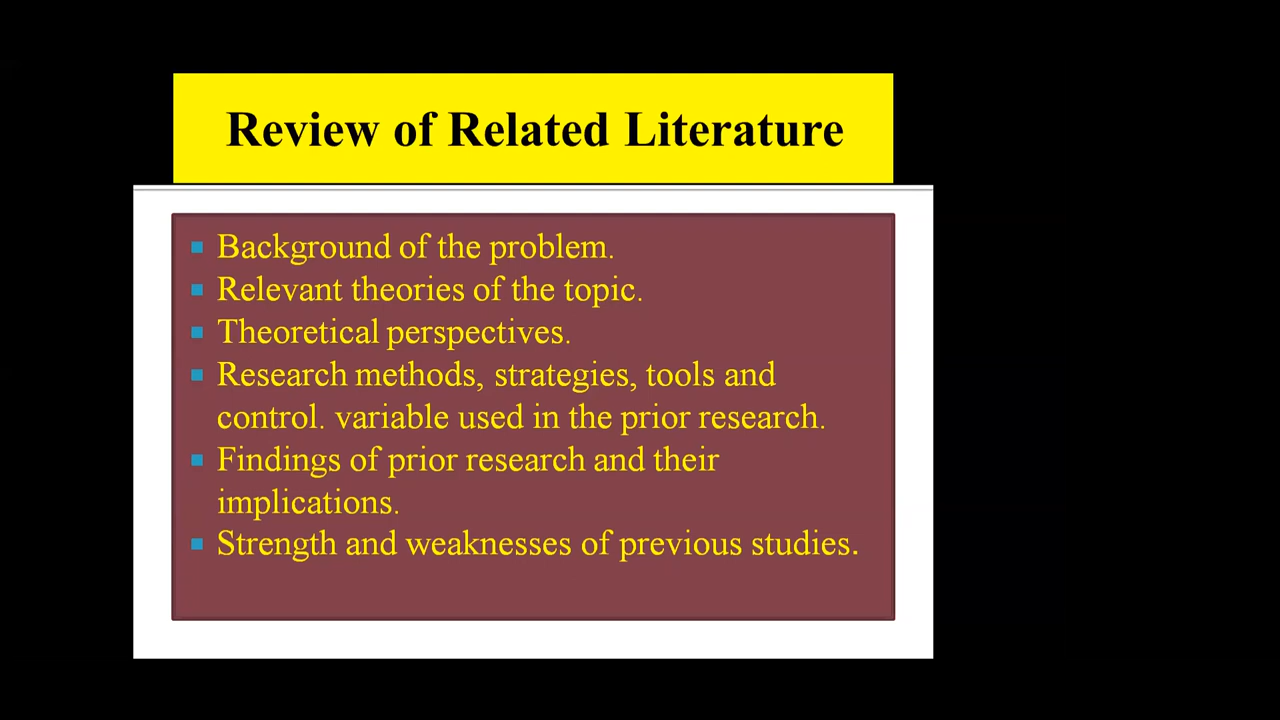 Review of Related Literature
Background of the problem.
Relevant theories of the topic.
Theoretical perspectives.
Research methods, strategies, tools and
control. variable used in the prior research.
Findings of prior research and their
implications.
Strength and weaknesses of previous studies.